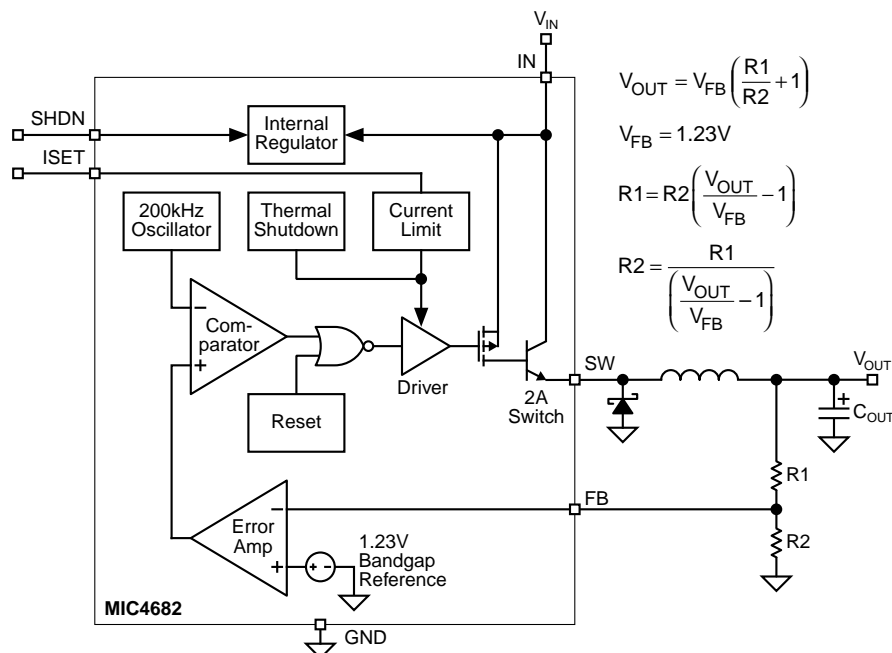 V_IN
IN
SHDN
Internal
Regulator
ISET
200kHz
Oscillator
Thermal
Shutdown
Current
Limit
Com-
parator
−
+
Driver
Reset
2A
Switch
SW
V_OUT
+
C_OUT
R1
FB
R2
Error
Amp
−
+
+ -
1.23V
Bandgap
Reference
MIC4682
GND
V_OUT = V_FB (R1/R2 + 1)
V_FB = 1.23V
R1 = R2 (V_OUT/V_FB − 1)
R2 = R1/(V_OUT/V_FB − 1)